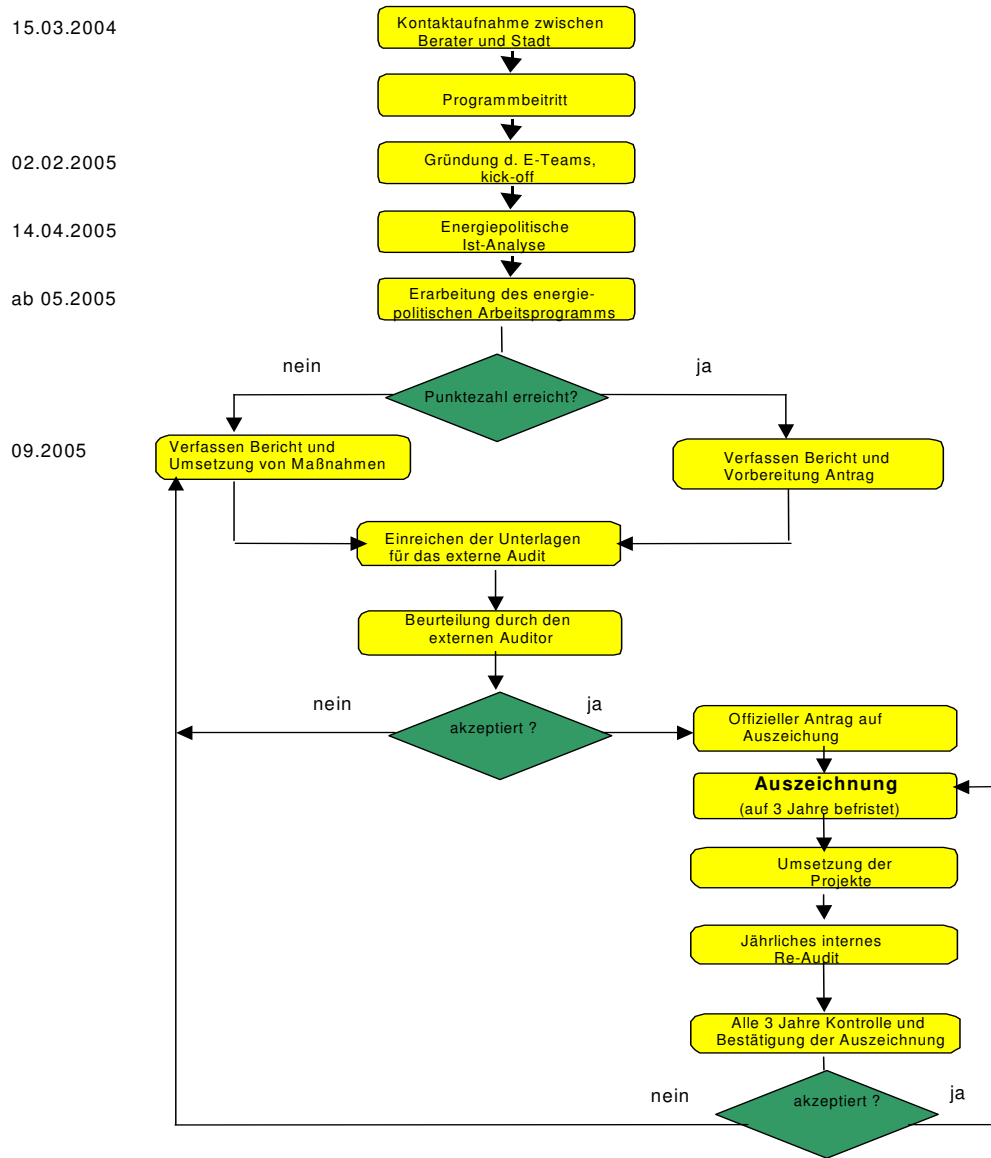 15.03.2004
Kontaktaufnahme zwischen
Berater und Stadt
Programmbeitritt
02.02.2005
Gründung d. E-Teams,
kick-off
14.04.2005
Energiepolitische
Ist-Analyse
ab 05.2005
Erarbeitung des energie-
politischen Arbeitsprogramms
nein
ja
Punktezahl erreicht?
09.2005
Verfassen Bericht und
Umsetzung von Maßnahmen
Verfassen Bericht und
Vorbereitung Antrag
Einreichen der Unterlagen
für das externe Audit
Beurteilung durch den
externen Auditor
nein
ja
akzeptiert ?
Offizieller Antrag auf
Auszeichung
Auszeichnung
(auf 3 Jahre befristet)
Umsetzung der
Projekte
Jährliches internes
Re-Audit
Alle 3 Jahre Kontrolle und
Bestätigung der Auszeichnung
nein
akzeptiert ?
ja